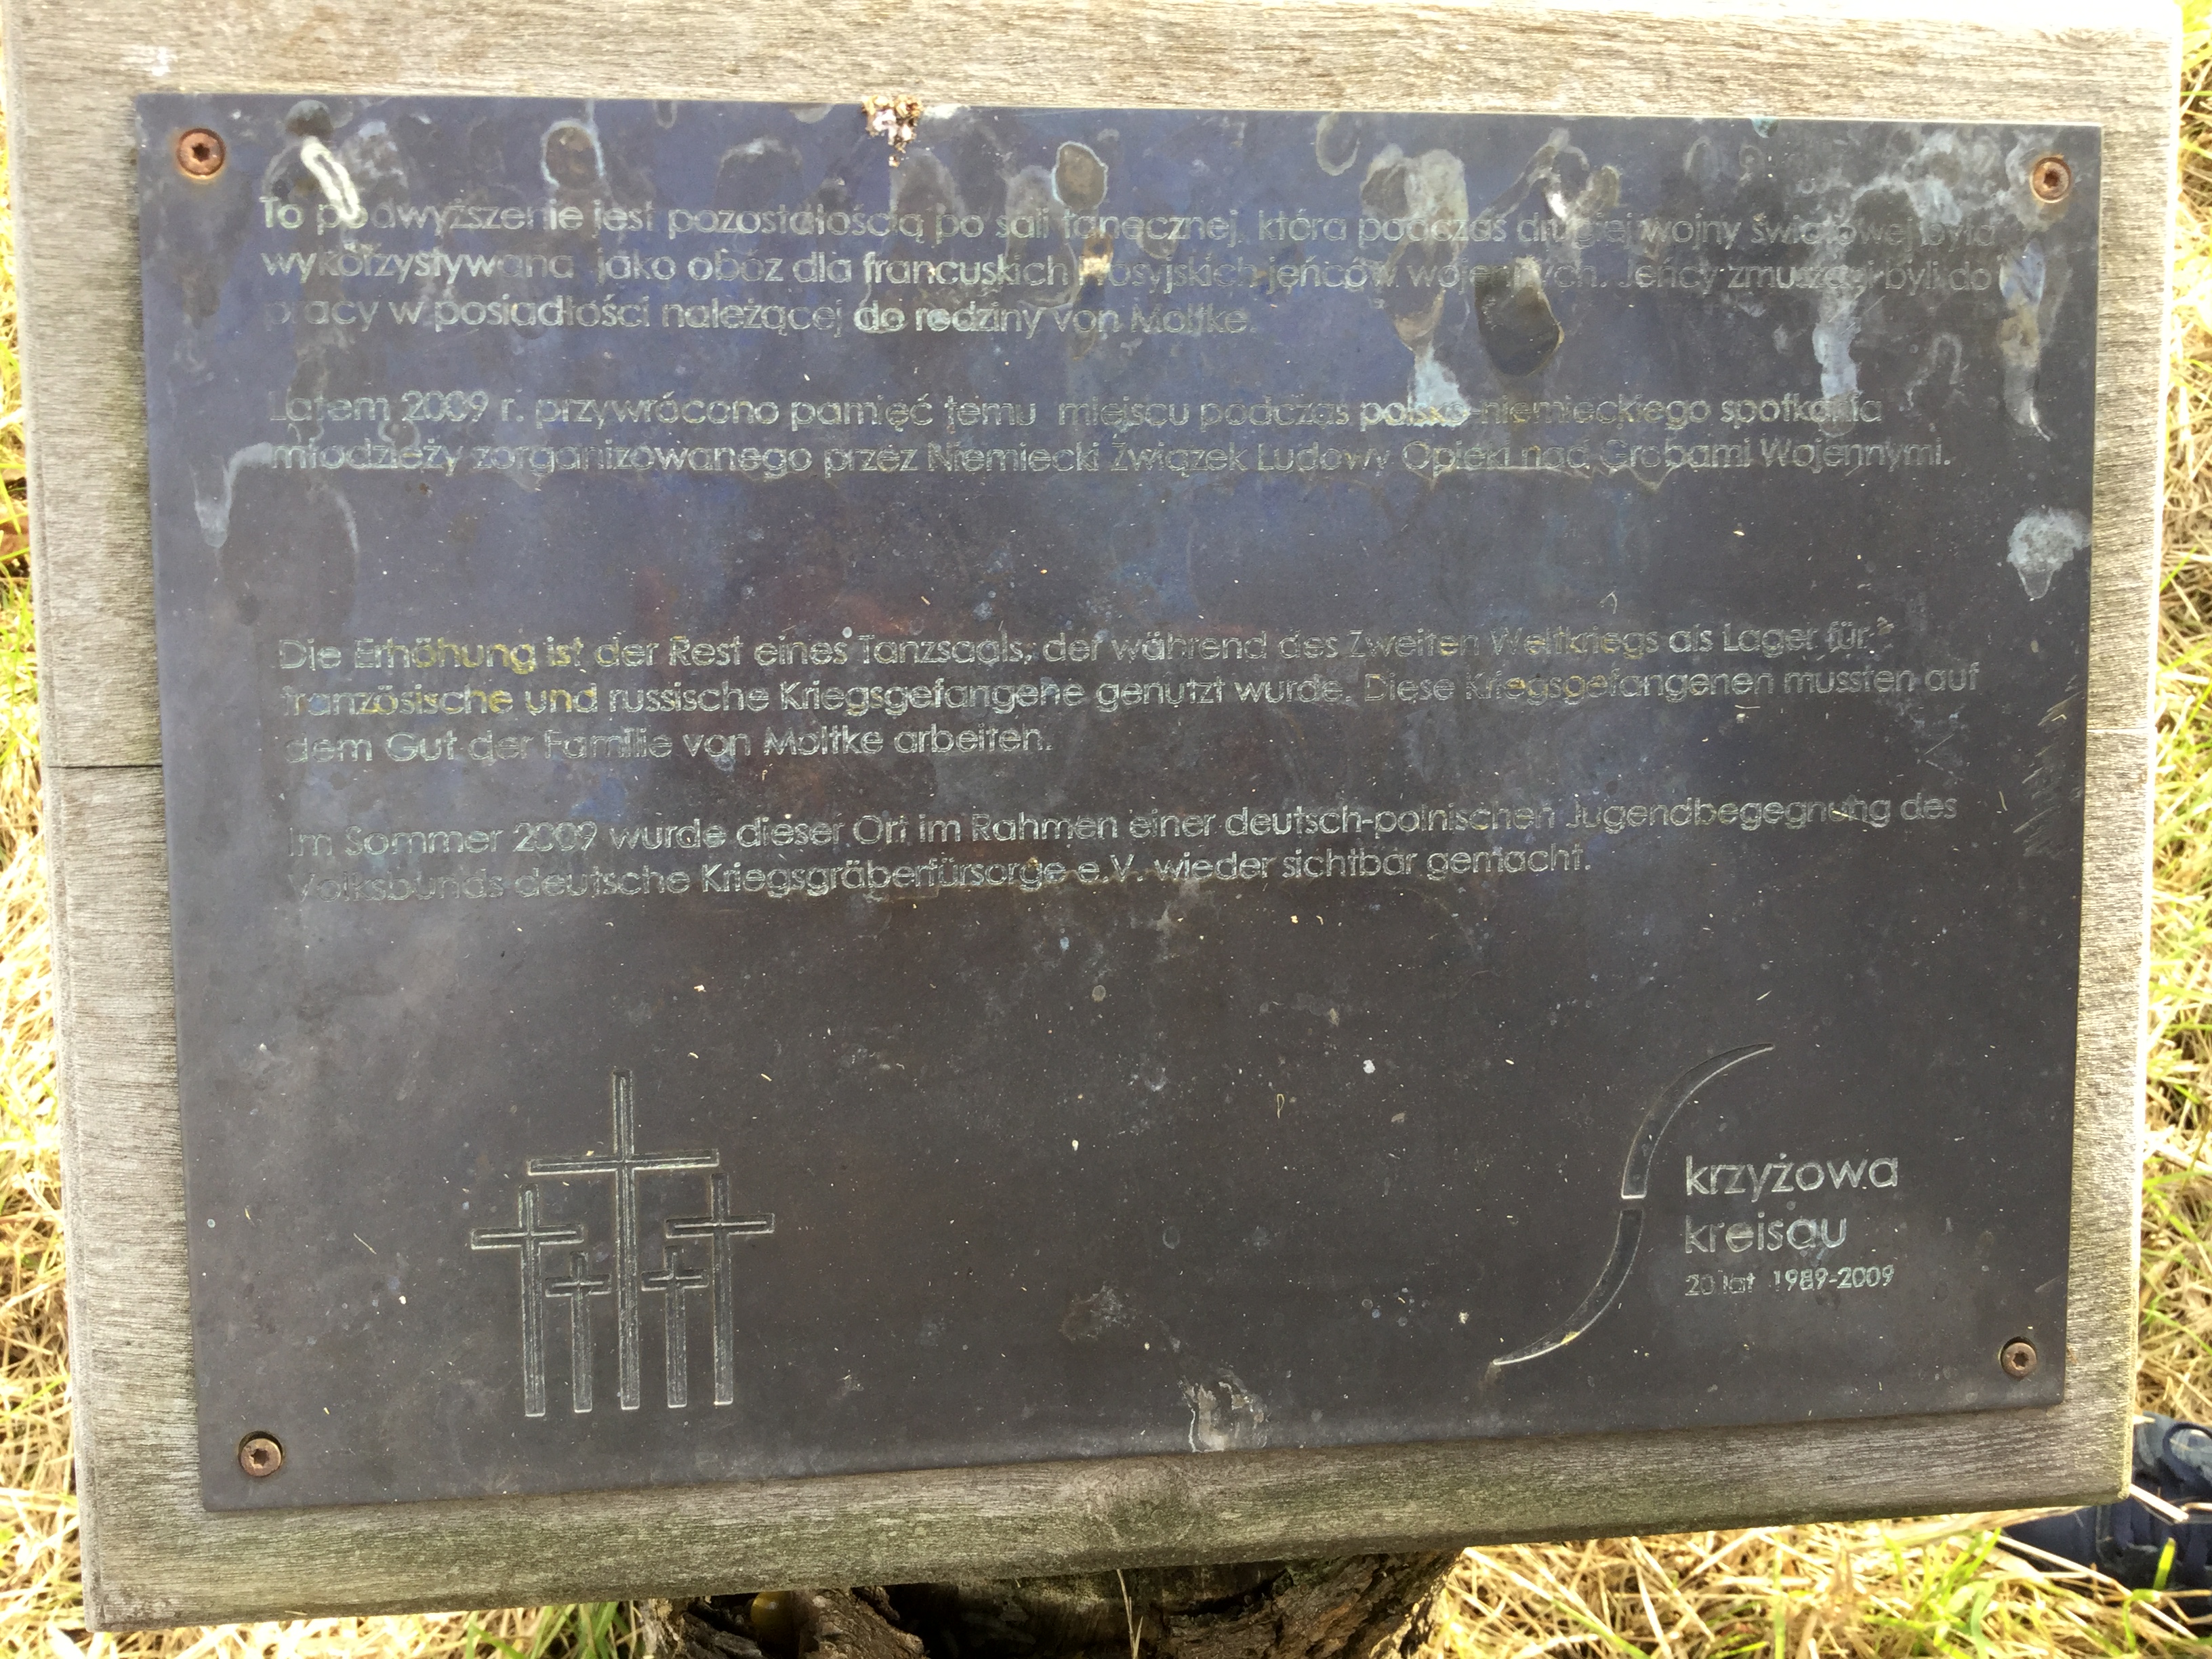 To podwyższenie jest pozostałością po sali tanecznej, która podczas drugiej wojny światowej była
wykorzystywana jako obóz dla francuskich i rosyjskich jeńców wojennych. Jeńcy zmuszeni byli do
pracy w posiadłości należącej do rodziny von Moltke.
Latem 2009 r. przywrócono pamięć temu miejscu podczas polsko-niemieckiego spotkania
młodzieży zorganizowanego przez Niemiecki Związek Ludowy Opieki nad Grobami Wojennymi.
Die Erhöhung ist der Rest eines Tanzsaals, der während des Zweiten Weltkriegs als Lager für
französische und russische Kriegsgefangene genutzt wurde. Diese Kriegsgefangenen mussten auf
dem Gut der Familie von Moltke arbeiten.
Im Sommer 2009 wurde dieser Ort im Rahmen einer deutsch-polnischen Jugendbegegnung des
Volksbunds deutsche Kriegsgräberfürsorge e.V. wieder sichtbar gemacht.
krzyżowa
kreisau
20 lat 1989-2009